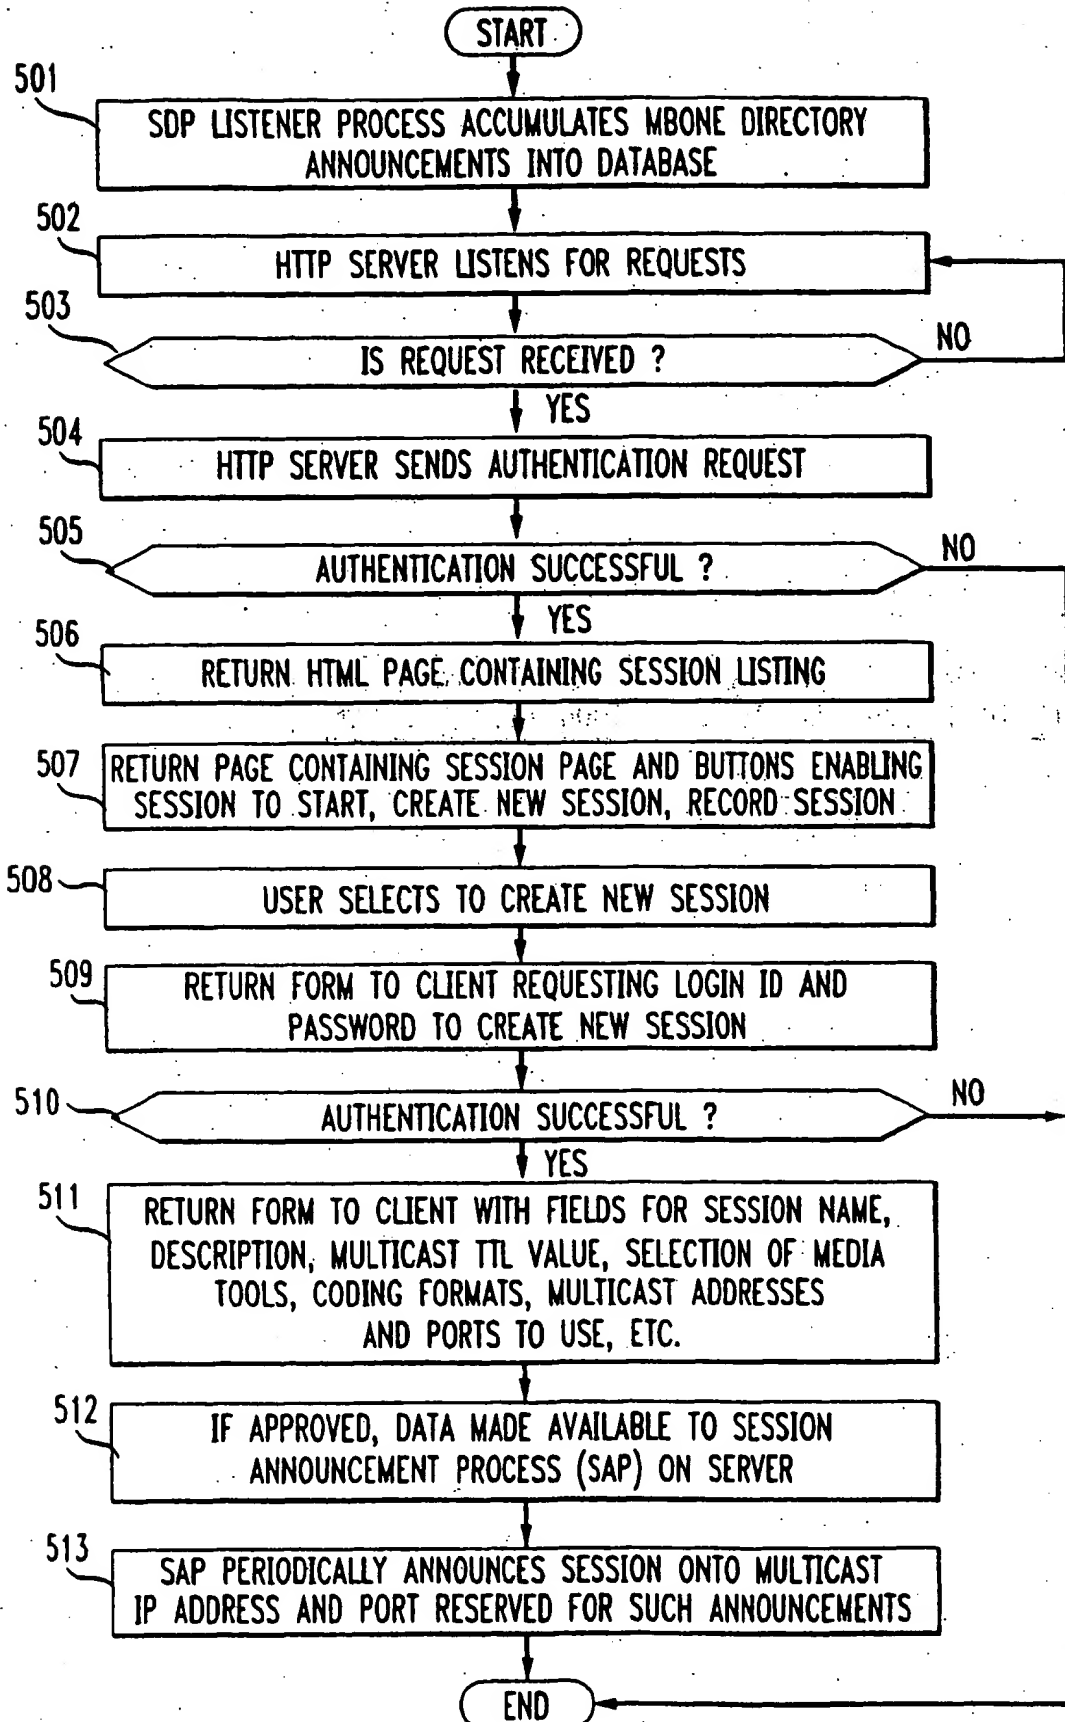 START
501
SDP LISTENER PROCESS ACCUMULATES MBONE DIRECTORY
ANNOUNCEMENTS INTO DATABASE
502
HTTP SERVER LISTENS FOR REQUESTS
503
IS REQUEST RECEIVED ?
NO
YES
504
HTTP SERVER SENDS AUTHENTICATION REQUEST
505
AUTHENTICATION SUCCESSFUL ?
NO
YES
506
RETURN HTML PAGE CONTAINING SESSION LISTING
507
RETURN PAGE CONTAINING SESSION PAGE AND BUTTONS ENABLING
SESSION TO START, CREATE NEW SESSION, RECORD SESSION
508
USER SELECTS TO CREATE NEW SESSION
509
RETURN FORM TO CLIENT REQUESTING LOGIN ID AND
PASSWORD TO CREATE NEW SESSION
510
AUTHENTICATION SUCCESSFUL ?
NO
YES
511
RETURN FORM TO CLIENT WITH FIELDS FOR SESSION NAME,
DESCRIPTION, MULTICAST TTL VALUE, SELECTION OF MEDIA
TOOLS, CODING FORMATS, MULTICAST ADDRESSES
AND PORTS TO USE, ETC.
512
IF APPROVED, DATA MADE AVAILABLE TO SESSION
ANNOUNCEMENT PROCESS (SAP) ON SERVER
513
SAP PERIODICALLY ANNOUNCES SESSION ONTO MULTICAST
IP ADDRESS AND PORT RESERVED FOR SUCH ANNOUNCEMENTS
END